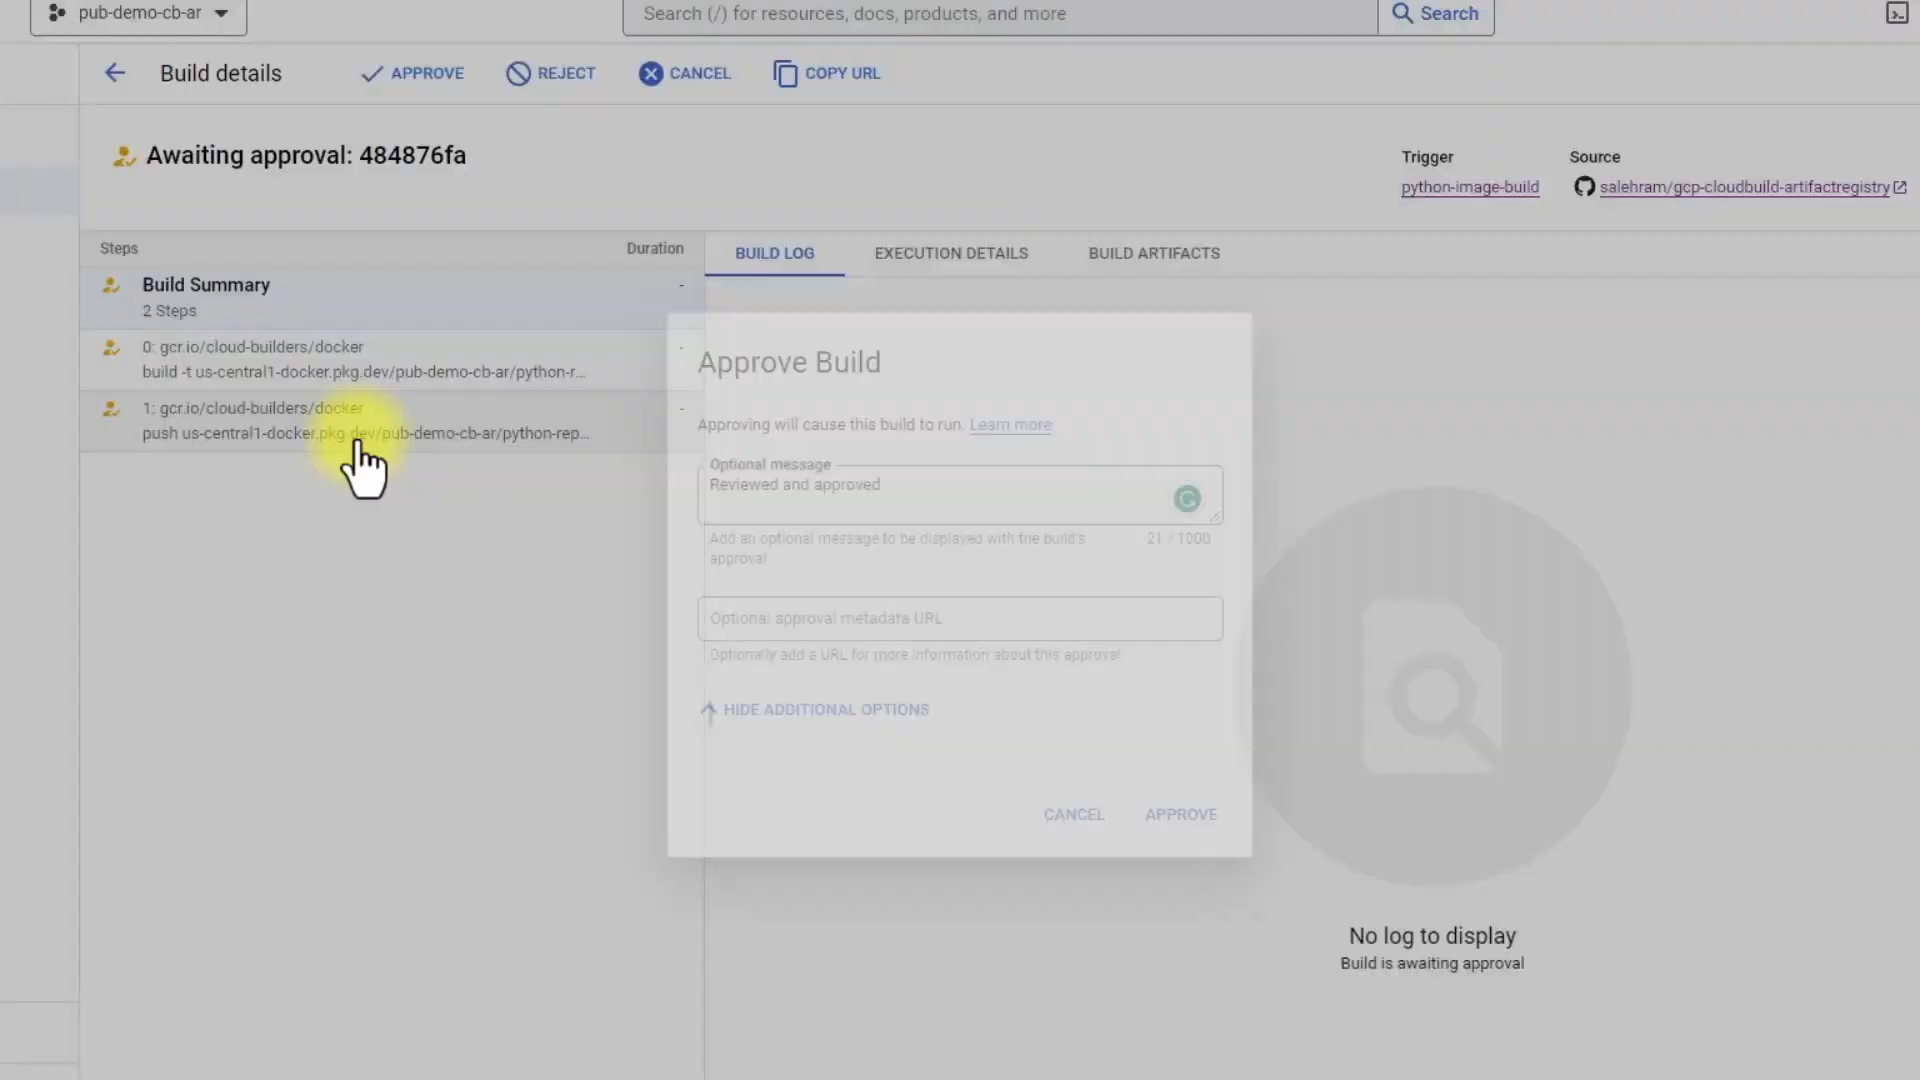 pub-demo-cb-ar
Search (/) for resources, docs, products, and more
Search
Build details
APPROVE
REJECT
CANCEL
COPY URL
Awaiting approval: 484876fa
Trigger
python-image-build
Source
salehram/gcp-cloudbuild-artifactregistry
Steps
Duration
BUILD LOG
EXECUTION DETAILS
BUILD ARTIFACTS
Build Summary
-
2 Steps
0: gcr.io/cloud-builders/docker
-
build -t us-central1-docker.pkg.dev/pub-demo-cb-ar/python-r...
1: gcr.io/cloud-builders/docker
-
push us-central1-docker.pkg.dev/pub-demo-cb-ar/python-rep...
Approve Build
Approving will cause this build to run. Learn more
Optional message
Reviewed and approved
Add an optional message to be displayed with the build's
approval
21 / 1000
Optional approval metadata URL
Optionally add a URL for more information about this approval
HIDE ADDITIONAL OPTIONS
CANCEL
APPROVE
No log to display
Build is awaiting approval